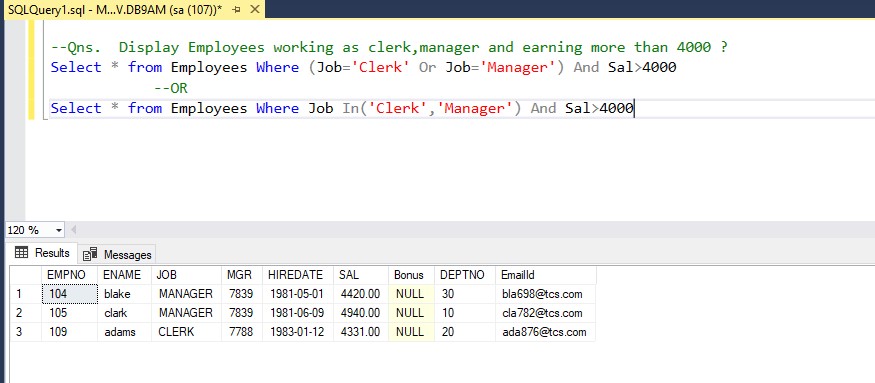 SQLQuery1.sql - M...V.DB9AM (sa (107))*
--Qns.  Display Employees working as clerk,manager and earning more than 4000 ?
Select * from Employees Where (Job='Clerk' Or Job='Manager') And Sal>4000
--OR
Select * from Employees Where Job In('Clerk','Manager') And Sal>4000
120 %
Results Messages
EMPNO ENAME JOB MGR HIREDATE SAL Bonus DEPTNO EmailId
1 104 blake MANAGER 7839 1981-05-01 4420.00 NULL 30 bla698@tcs.com
2 105 clark MANAGER 7839 1981-06-09 4940.00 NULL 10 cla782@tcs.com
3 109 adams CLERK 7788 1983-01-12 4331.00 NULL 20 ada876@tcs.com